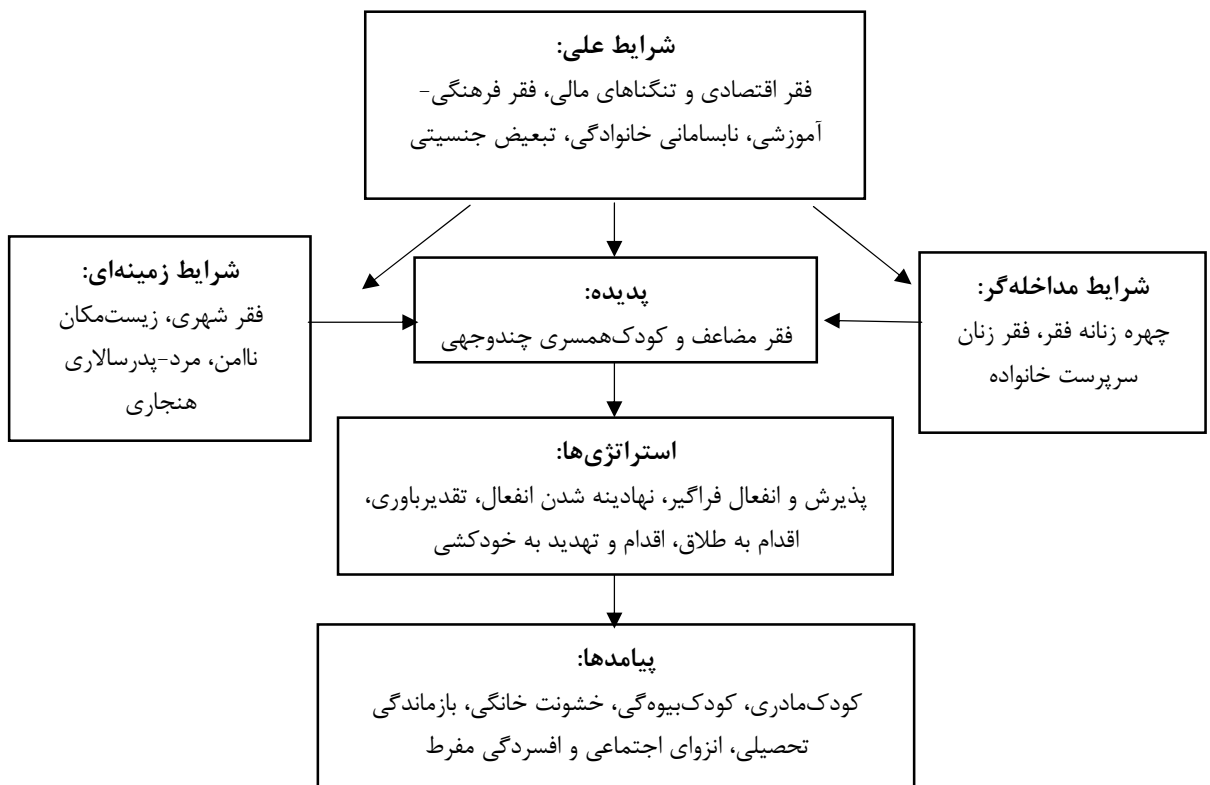 شرایط علی:
فقر اقتصادی و تنگناهای مالی، فقر فرهنگی-
آموزشی، نابسامانی خانوادگی، تبعیض جنسیتی
شرایط مداخله‌گر:
چهره زنانه فقر، فقر زنان
سرپرست خانواده
پدیده:
فقر مضاعف و کودک‌همسری چندوجهی
شرایط زمینه‌ای:
فقر شهری، زیست‌مکان
ناامن، مرد-پدرسالاری
هنجاری
استراتژی‌ها:
پذیرش و انفعال فراگیر، نهادینه شدن انفعال، تقدیرباوری،
اقدام به طلاق، اقدام و تهدید به خودکشی
پیامدها:
کودک‌مادری، کودک‌بیوه‌گی، خشونت خانگی، بازماندگی
تحصیلی، انزوای اجتماعی و افسردگی مفرط